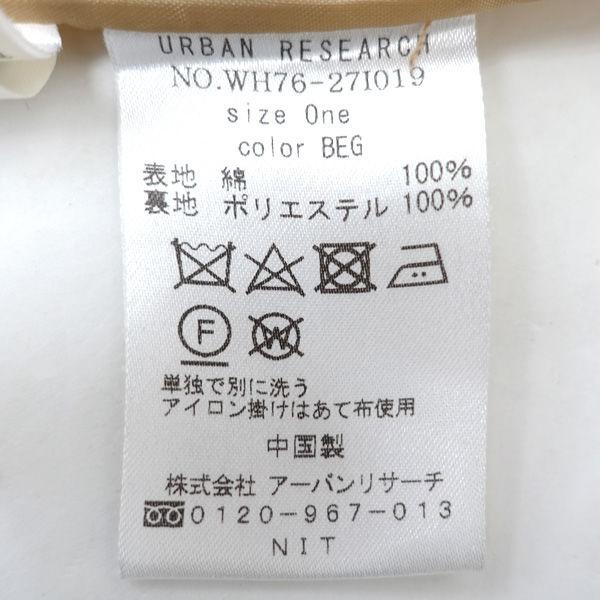 URBAN RESEARCH
NO.WH76-27I019
size One
color BEG
表地 綿 100%
裏地 ポリエステル 100%
F
W
単独で別に洗う
アイロン掛けはあて布使用
中国製
株式会社 アーバンリサーチ
0120-967-013
NIT